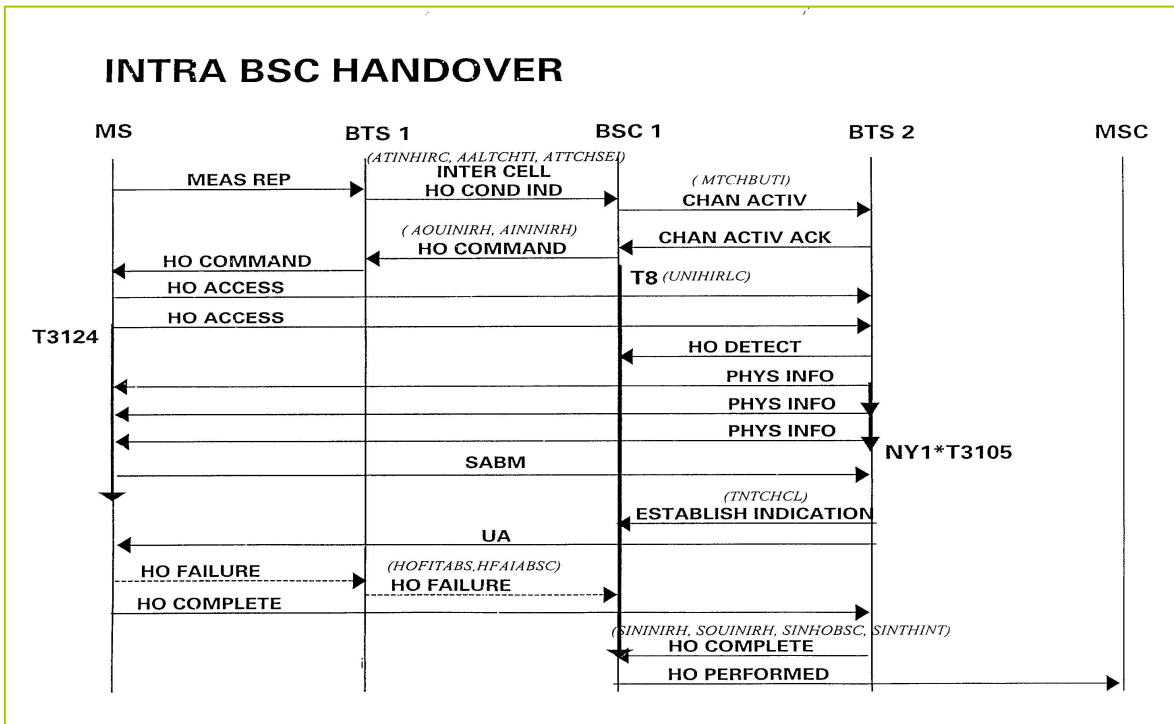 INTRA BSC HANDOVER
MS BTS 1 BSC 1 BTS 2 MSC
(ATINHIRC, AALTCHTI, ATTCHSEI)
MEAS REP
INTER CELL
HO COND IND
( MTCHBUTI)
CHAN ACTIV
( AOUINIRH, AININIRH)
HO COMMAND
CHAN ACTIV ACK
HO COMMAND
T8 (UNIHIRLC)
HO ACCESS
HO ACCESS
T3124
HO DETECT
PHYS INFO
PHYS INFO
PHYS INFO
NY1*T3105
SABM
(TNTCHCL)
ESTABLISH INDICATION
UA
HO FAILURE
(HOFITABS,HFAIABSC)
HO FAILURE
HO COMPLETE
(SININIRH, SOUINIRH, SINHOBSC, SINTHINT)
HO COMPLETE
HO PERFORMED